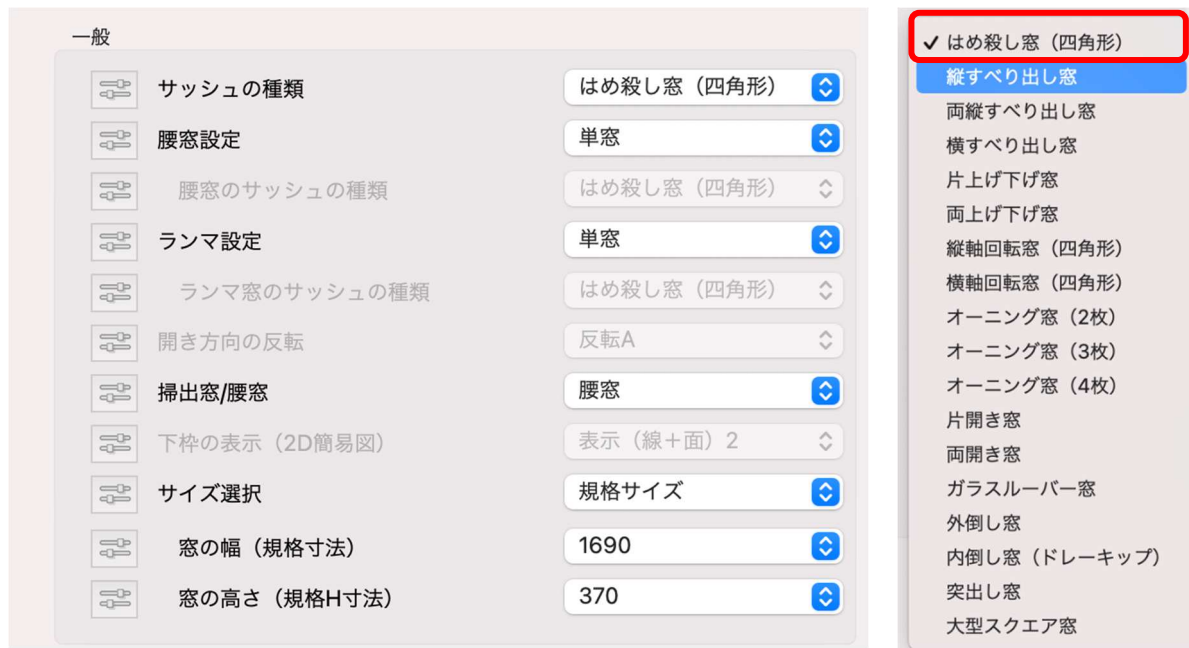 一般
サッシュの種類 はめ殺し窓（四角形）
腰窓設定 単窓
腰窓のサッシュの種類 はめ殺し窓（四角形）
ランマ設定 単窓
ランマ窓のサッシュの種類 はめ殺し窓（四角形）
開き方向の反転 反転A
掃出窓/腰窓 腰窓
下枠の表示（2D簡易図） 表示（線＋面）2
サイズ選択 規格サイズ
窓の幅（規格寸法） 1690
窓の高さ（規格H寸法） 370
✓ はめ殺し窓（四角形）
縦すべり出し窓
両縦すべり出し窓
横すべり出し窓
片上げ下げ窓
両上げ下げ窓
縦軸回転窓（四角形）
横軸回転窓（四角形）
オーニング窓（2枚）
オーニング窓（3枚）
オーニング窓（4枚）
片開き窓
両開き窓
ガラスルーバー窓
外倒し窓
内倒し窓（ドレーキップ）
突出し窓
大型スクエア窓